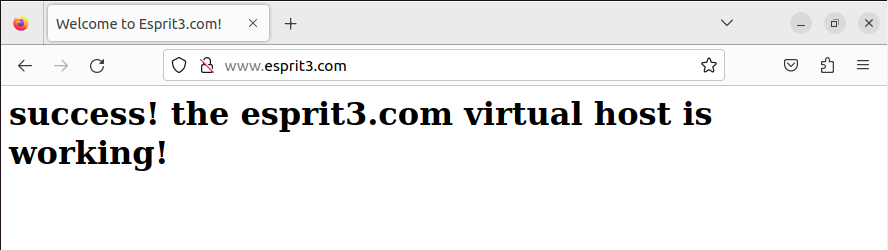 Welcome to Esprit3.com!
www.esprit3.com
success! the esprit3.com virtual host is
working!